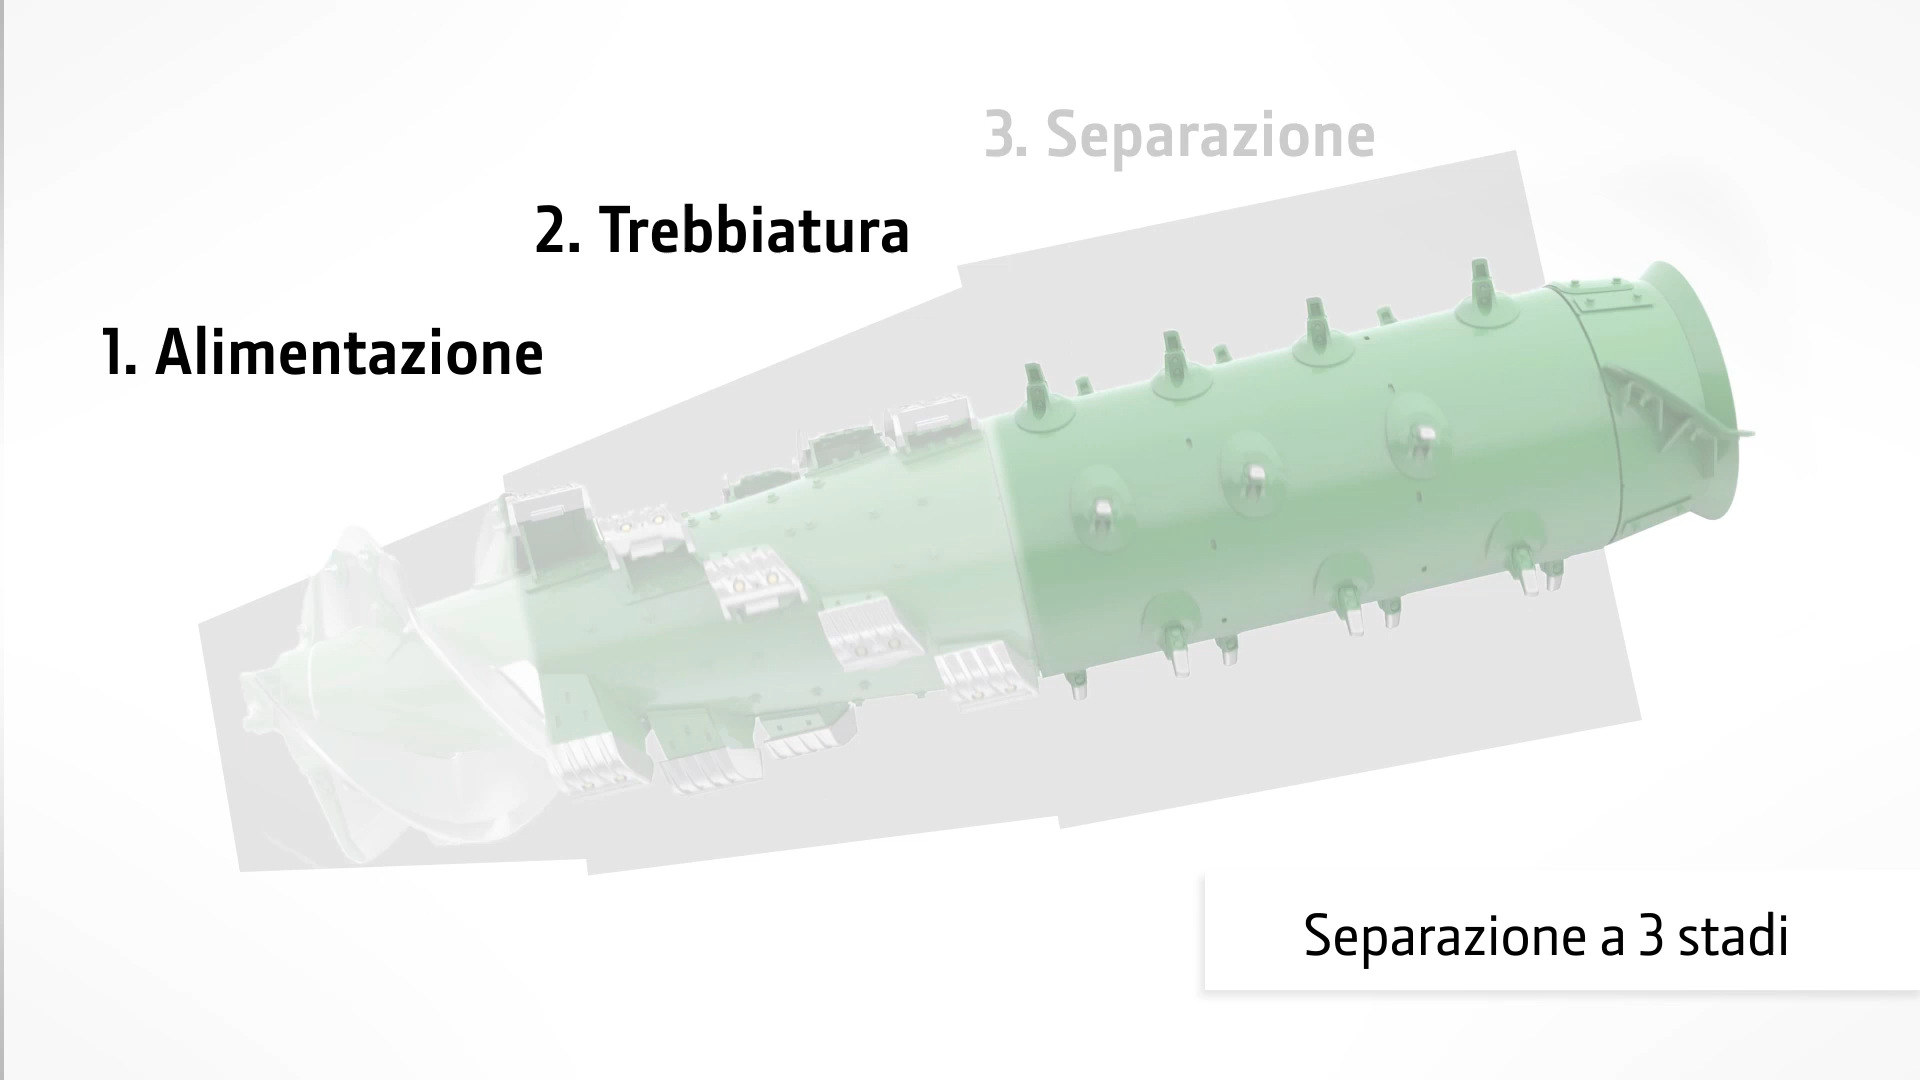 3. Separazione
2. Trebbiatura
1. Alimentazione
Separazione a 3 stadi